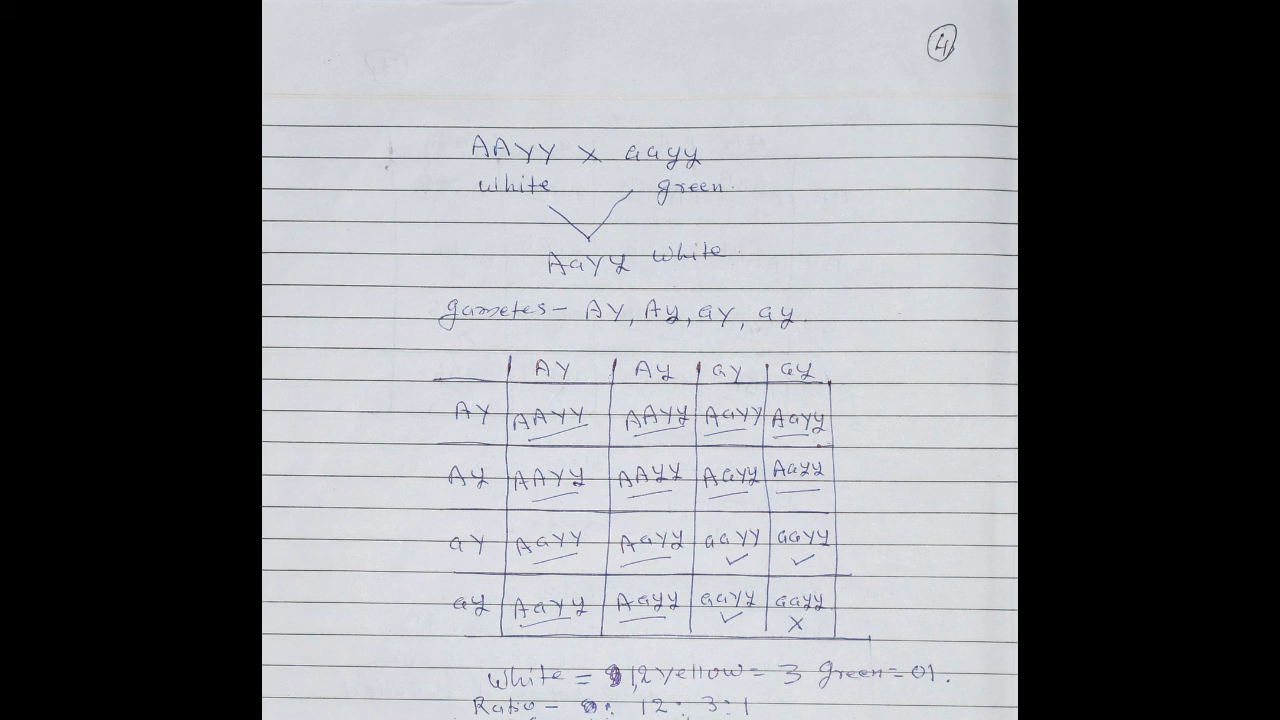 4
AAYY × aayy
White green.
AaYy White
gametes - AY, Ay, aY, ay.
AY Ay aY ay
AY AAYY AAYy AaYY AaYy
Ay AAYy AAyy AaYy Aayy
aY AaYY AaYy aaYY aaYy
ay AaYy Aayy aaYy aayy
White = 12 Yellow = 3 green = 01.
Ratio - 12 : 3 : 1